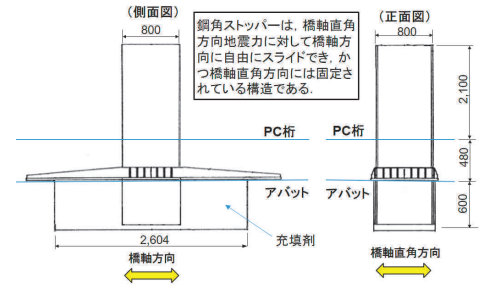 (側面図)
800
鋼角ストッパーは，橋軸直角
方向地震力に対して橋軸方
向に自由にスライドでき，か
つ橋軸直角方向には固定さ
れている構造である．
(正面図)
800
2,100
PC桁
PC桁
480
アバット
アバット
600
充填剤
2,604
橋軸方向
橋軸直角方向